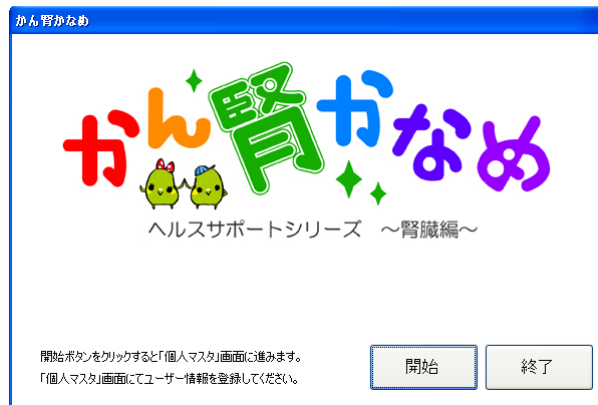 かん腎かなめ
かん腎かなめ
ヘルスサポートシリーズ ～腎臓編～
開始ボタンをクリックすると「個人マスタ」画面に進みます。
「個人マスタ」画面にてユーザー情報を登録してください。
開始
終了